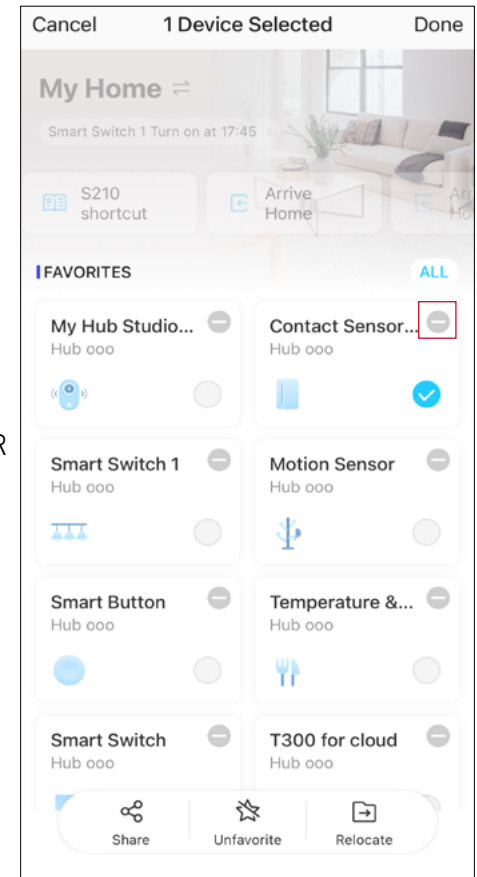 Cancel 1 Device Selected Done
My Home
Smart Switch 1 Turn on at 17:45
S210
shortcut
Arrive
Home
FAVORITES ALL
My Hub Studio...
Hub ooo
Contact Sensor...
Hub ooo
R
Smart Switch 1
Hub ooo
Motion Sensor
Hub ooo
Smart Button
Hub ooo
Temperature &...
Hub ooo
Smart Switch
Hub ooo
T300 for cloud
Hub ooo
Share Unfavorite Relocate